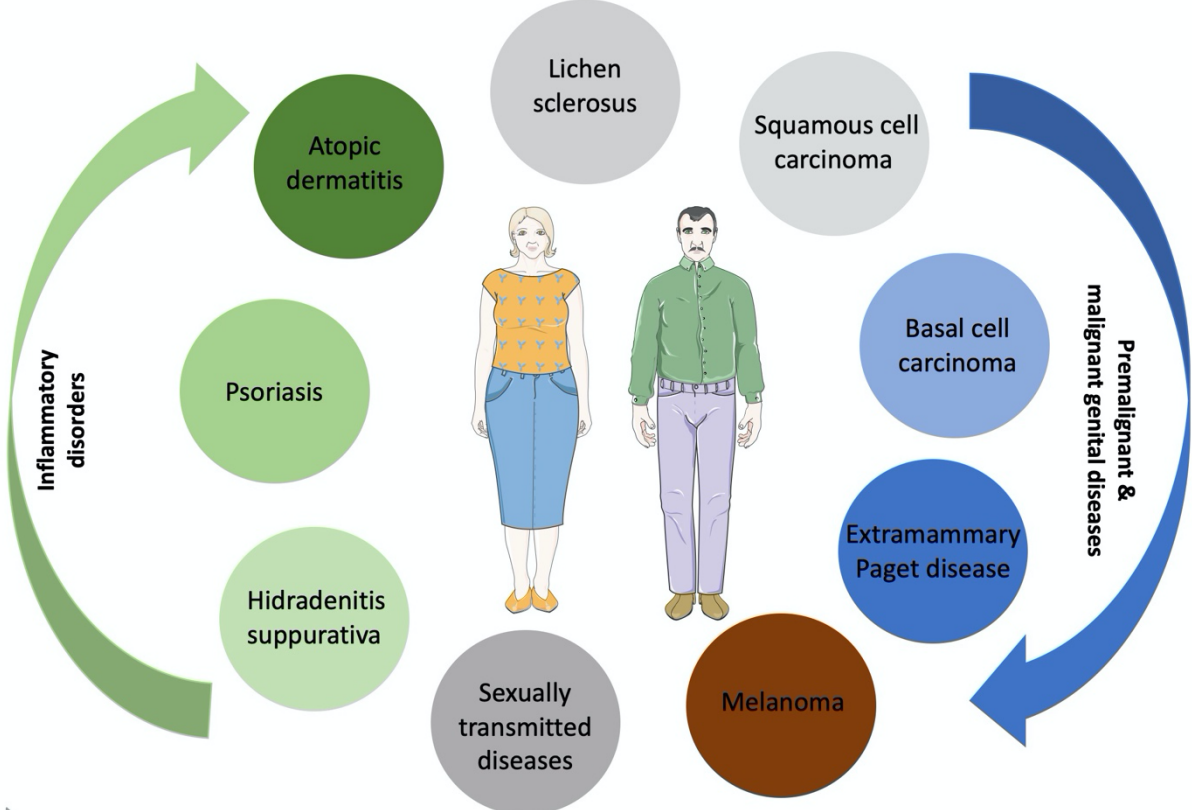 Lichen
sclerosus
Squamous cell
carcinoma
Atopic
dermatitis
Basal cell
carcinoma
Premalignant &
malignant genital diseases
Inflammatory
disorders
Psoriasis
Extramammary
Paget disease
Hidradenitis
suppurativa
Sexually
transmitted
diseases
Melanoma